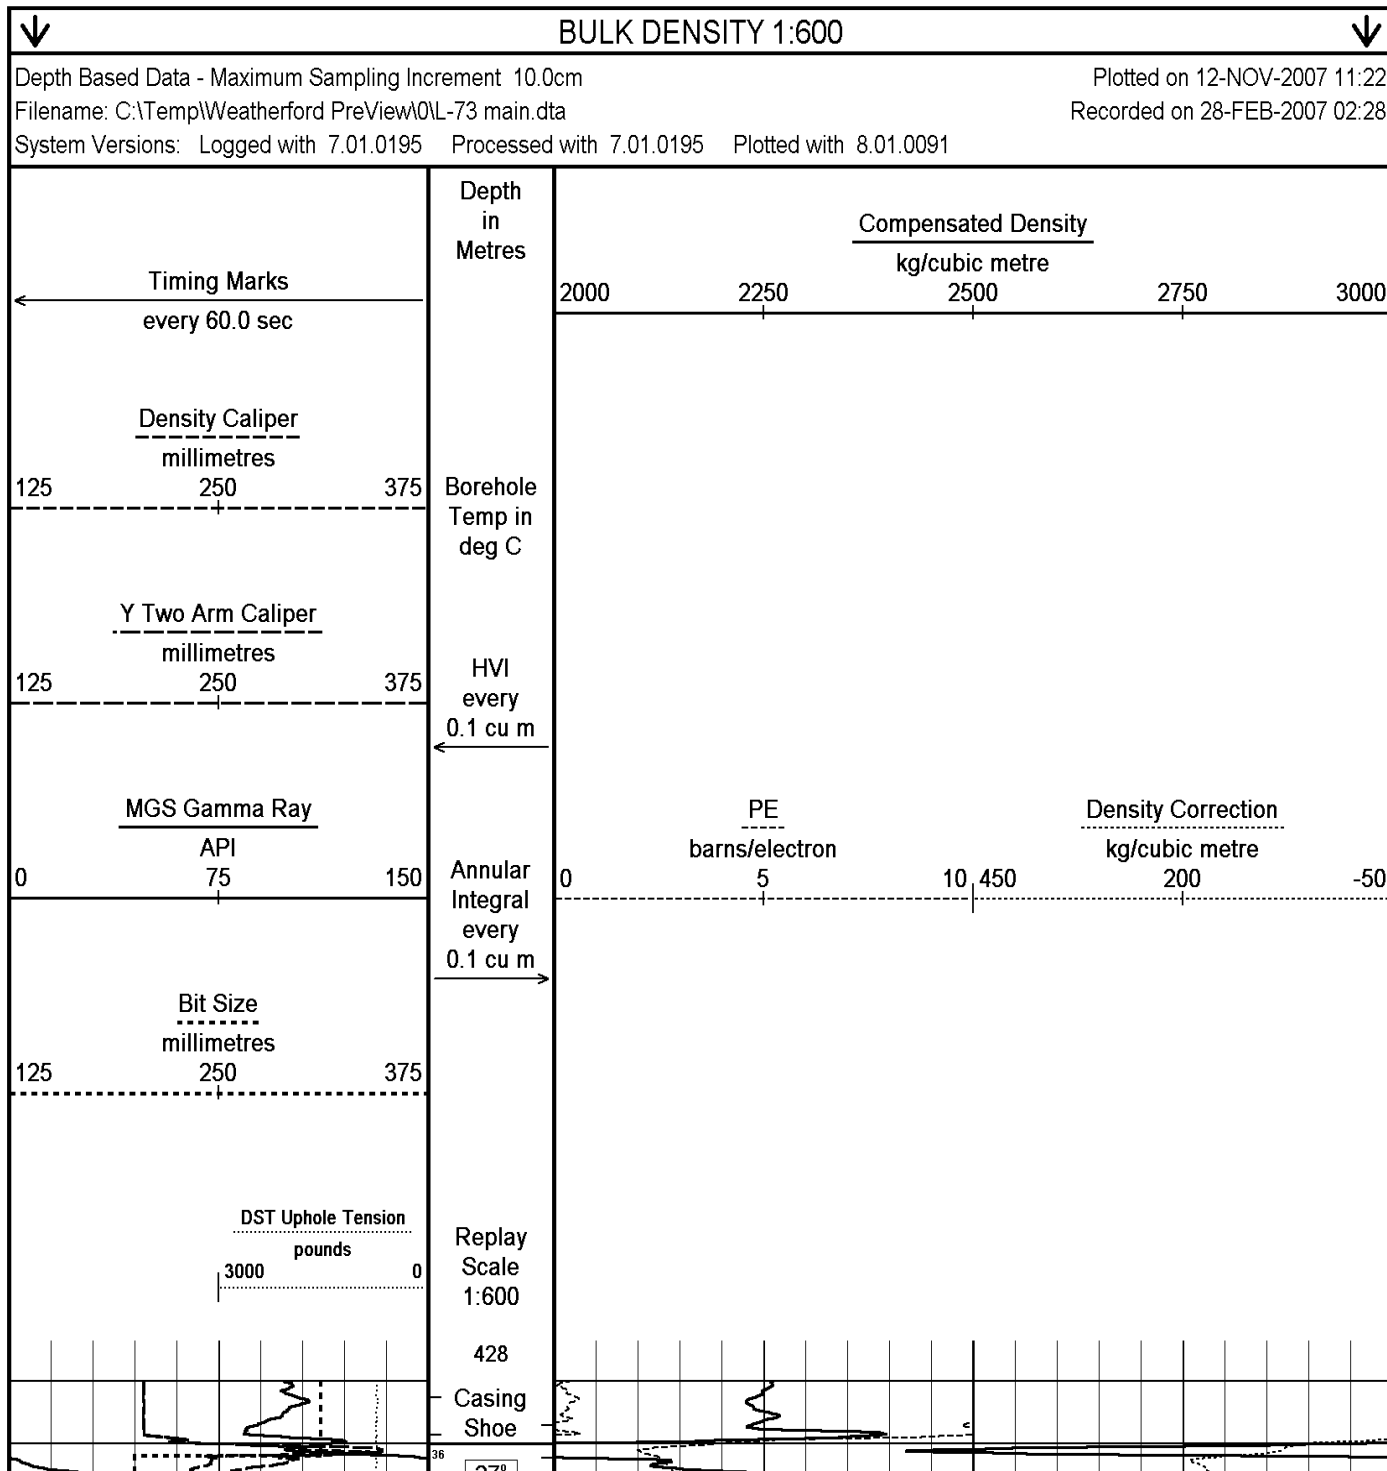 BULK DENSITY 1:600
Depth Based Data - Maximum Sampling Increment 10.0cm
Plotted on 12-NOV-2007 11:22
Filename: C:\Temp\Weatherford PreView\0\L-73 main.dta
Recorded on 28-FEB-2007 02:28
System Versions: Logged with 7.01.0195 Processed with 7.01.0195 Plotted with 8.01.0091
Timing Marks
every 60.0 sec
Density Caliper
millimetres
125 250 375
Y Two Arm Caliper
millimetres
125 250 375
MGS Gamma Ray
API
0 75 150
Bit Size
millimetres
125 250 375
DST Uphole Tension
pounds
3000 0
Depth
in
Metres
Borehole
Temp in
deg C
HVI
every
0.1 cu m
Annular
Integral
every
0.1 cu m
Replay
Scale
1:600
428
Casing
Shoe
36
Compensated Density
kg/cubic metre
2000 2250 2500 2750 3000
PE
barns/electron
0 5 10
Density Correction
kg/cubic metre
450 200 -50